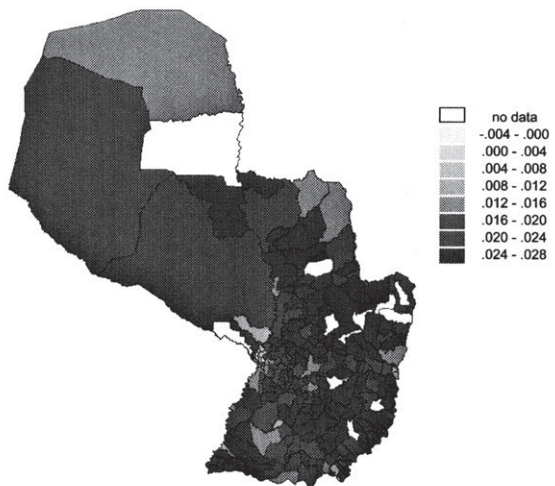 no data
-.004 - .000
.000 - .004
.004 - .008
.008 - .012
.012 - .016
.016 - .020
.020 - .024
.024 - .028